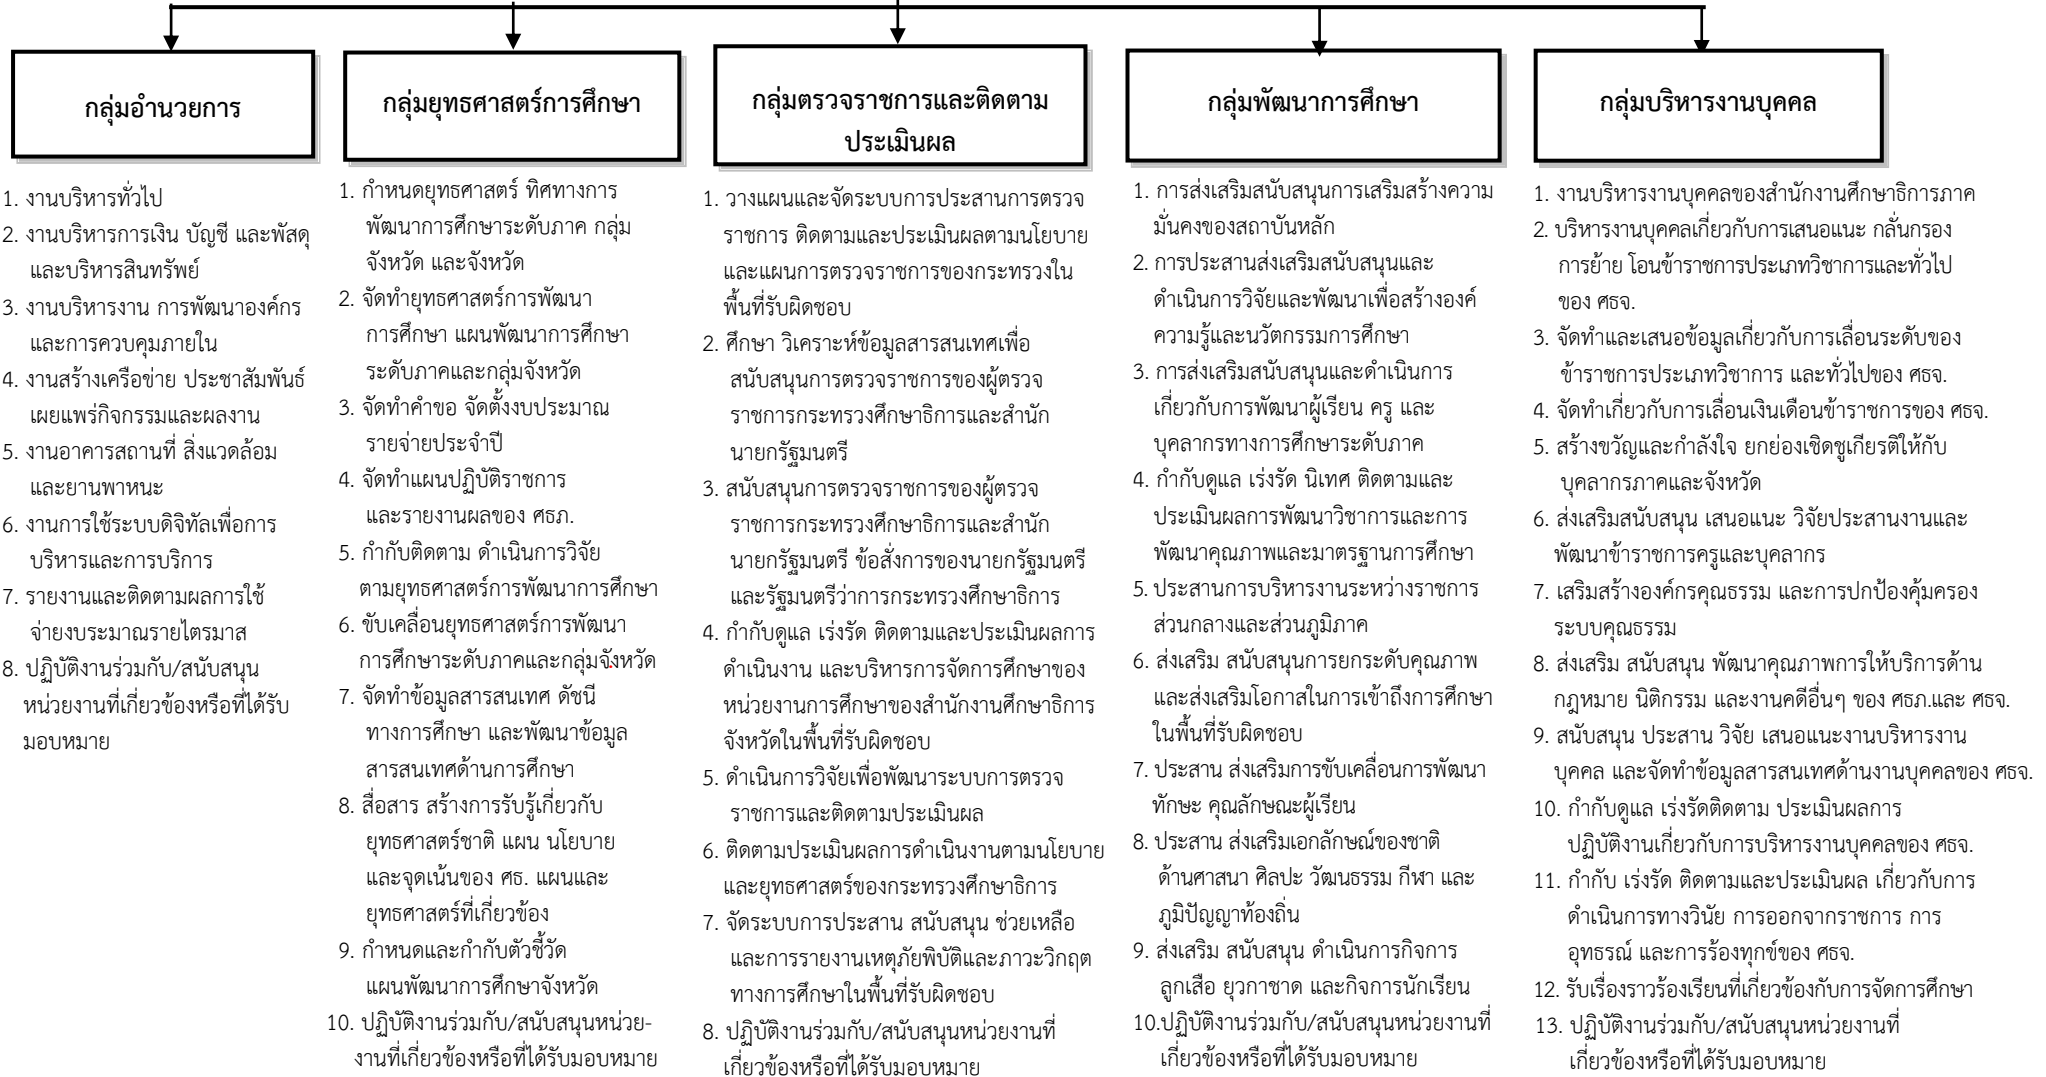 กลุ่มอำนวยการ
1. งานบริหารทั่วไป
2. งานบริหารการเงิน บัญชี และพัสดุ
และบริหารสินทรัพย์
3. งานบริหารงาน การพัฒนาองค์กร
และการควบคุมภายใน
4. งานสร้างเครือข่าย ประชาสัมพันธ์
เผยแพร่กิจกรรมและผลงาน
5. งานอาคารสถานที่ สิ่งแวดล้อม
และยานพาหนะ
6. งานการใช้ระบบดิจิทัลเพื่อการ
บริหารและการบริการ
7. รายงานและติดตามผลการใช้
จ่ายงบประมาณรายไตรมาส
8. ปฏิบัติงานร่วมกับ/สนับสนุน
หน่วยงานที่เกี่ยวข้องหรือที่ได้รับ
มอบหมาย
กลุ่มยุทธศาสตร์การศึกษา
1. กำหนดยุทธศาสตร์ ทิศทางการ
พัฒนาการศึกษาระดับภาค กลุ่ม
จังหวัด และจังหวัด
2. จัดทำยุทธศาสตร์การพัฒนา
การศึกษา แผนพัฒนาการศึกษา
ระดับภาคและกลุ่มจังหวัด
3. จัดทำคำขอ จัดตั้งงบประมาณ
รายจ่ายประจำปี
4. จัดทำแผนปฏิบัติราชการ
และรายงานผลของ ศธภ.
5. กำกับติดตาม ดำเนินการวิจัย
ตามยุทธศาสตร์การพัฒนาการศึกษา
6. ขับเคลื่อนยุทธศาสตร์การพัฒนา
การศึกษาระดับภาคและกลุ่มจังหวัด
7. จัดทำข้อมูลสารสนเทศ ดัชนี
ทางการศึกษา และพัฒนาข้อมูล
สารสนเทศด้านการศึกษา
8. สื่อสาร สร้างการรับรู้เกี่ยวกับ
ยุทธศาสตร์ชาติ แผน นโยบาย
และจุดเน้นของ ศธ. แผนและ
ยุทธศาสตร์ที่เกี่ยวข้อง
9. กำหนดและกำกับตัวชี้วัด
แผนพัฒนาการศึกษาจังหวัด
10. ปฏิบัติงานร่วมกับ/สนับสนุนหน่วย-
งานที่เกี่ยวข้องหรือที่ได้รับมอบหมาย
กลุ่มตรวจราชการและติดตาม
ประเมินผล
1. วางแผนและจัดระบบการประสานการตรวจ
ราชการ ติดตามและประเมินผลตามนโยบาย
และแผนการตรวจราชการของกระทรวงใน
พื้นที่รับผิดชอบ
2. ศึกษา วิเคราะห์ข้อมูลสารสนเทศเพื่อ
สนับสนุนการตรวจราชการของผู้ตรวจ
ราชการกระทรวงศึกษาธิการและสำนัก
นายกรัฐมนตรี
3. สนับสนุนการตรวจราชการของผู้ตรวจ
ราชการกระทรวงศึกษาธิการและสำนัก
นายกรัฐมนตรี ข้อสั่งการของนายกรัฐมนตรี
และรัฐมนตรีว่าการกระทรวงศึกษาธิการ
4. กำกับดูแล เร่งรัด ติดตามและประเมินผลการ
ดำเนินงาน และบริหารการจัดการศึกษาของ
หน่วยงานการศึกษาของสำนักงานศึกษาธิการ
จังหวัดในพื้นที่รับผิดชอบ
5. ดำเนินการวิจัยเพื่อพัฒนาระบบการตรวจ
ราชการและติดตามประเมินผล
6. ติดตามประเมินผลการดำเนินงานตามนโยบาย
และยุทธศาสตร์ของกระทรวงศึกษาธิการ
7. จัดระบบการประสาน สนับสนุน ช่วยเหลือ
และการรายงานเหตุภัยพิบัติและภาวะวิกฤต
ทางการศึกษาในพื้นที่รับผิดชอบ
8. ปฏิบัติงานร่วมกับ/สนับสนุนหน่วยงานที่
เกี่ยวข้องหรือที่ได้รับมอบหมาย
กลุ่มพัฒนาการศึกษา
1. การส่งเสริมสนับสนุนการเสริมสร้างความ
มั่นคงของสถาบันหลัก
2. การประสานส่งเสริมสนับสนุนและ
ดำเนินการวิจัยและพัฒนาเพื่อสร้างองค์
ความรู้และนวัตกรรมการศึกษา
3. การส่งเสริมสนับสนุนและดำเนินการ
เกี่ยวกับการพัฒนาผู้เรียน ครู และ
บุคลากรทางการศึกษาระดับภาค
4. กำกับดูแล เร่งรัด นิเทศ ติดตามและ
ประเมินผลการพัฒนาวิชาการและการ
พัฒนาคุณภาพและมาตรฐานการศึกษา
5. ประสานการบริหารงานระหว่างราชการ
ส่วนกลางและส่วนภูมิภาค
6. ส่งเสริม สนับสนุนการยกระดับคุณภาพ
และส่งเสริมโอกาสในการเข้าถึงการศึกษา
ในพื้นที่รับผิดชอบ
7. ประสาน ส่งเสริมการขับเคลื่อนการพัฒนา
ทักษะ คุณลักษณะผู้เรียน
8. ประสาน ส่งเสริมเอกลักษณ์ของชาติ
ด้านศาสนา ศิลปะ วัฒนธรรม กีฬา และ
ภูมิปัญญาท้องถิ่น
9. ส่งเสริม สนับสนุน ดำเนินการกิจการ
ลูกเสือ ยุวกาชาด และกิจการนักเรียน
10.ปฏิบัติงานร่วมกับ/สนับสนุนหน่วยงานที่
เกี่ยวข้องหรือที่ได้รับมอบหมาย
กลุ่มบริหารงานบุคคล
1. งานบริหารงานบุคคลของสำนักงานศึกษาธิการภาค
2. บริหารงานบุคคลเกี่ยวกับการเสนอแนะ กลั่นกรอง
การย้าย โอนข้าราชการประเภทวิชาการและทั่วไป
ของ ศธจ.
3. จัดทำและเสนอข้อมูลเกี่ยวกับการเลื่อนระดับของ
ข้าราชการประเภทวิชาการ และทั่วไปของ ศธจ.
4. จัดทำเกี่ยวกับการเลื่อนเงินเดือนข้าราชการของ ศธจ.
5. สร้างขวัญและกำลังใจ ยกย่องเชิดชูเกียรติให้กับ
บุคลากรภาคและจังหวัด
6. ส่งเสริมสนับสนุน เสนอแนะ วิจัยประสานงานและ
พัฒนาข้าราชการครูและบุคลากร
7. เสริมสร้างองค์กรคุณธรรม และการปกป้องคุ้มครอง
ระบบคุณธรรม
8. ส่งเสริม สนับสนุน พัฒนาคุณภาพการให้บริการด้าน
กฎหมาย นิติกรรม และงานคดีอื่นๆ ของ ศธภ.และ ศธจ.
9. สนับสนุน ประสาน วิจัย เสนอแนะงานบริหารงาน
บุคคล และจัดทำข้อมูลสารสนเทศด้านงานบุคคลของ ศธจ.
10. กำกับดูแล เร่งรัดติดตาม ประเมินผลการ
ปฏิบัติงานเกี่ยวกับการบริหารงานบุคคลของ ศธจ.
11. กำกับ เร่งรัด ติดตามและประเมินผล เกี่ยวกับการ
ดำเนินการทางวินัย การออกจากราชการ การ
อุทธรณ์ และการร้องทุกข์ของ ศธจ.
12. รับเรื่องราวร้องเรียนที่เกี่ยวข้องกับการจัดการศึกษา
13. ปฏิบัติงานร่วมกับ/สนับสนุนหน่วยงานที่
เกี่ยวข้องหรือที่ได้รับมอบหมาย